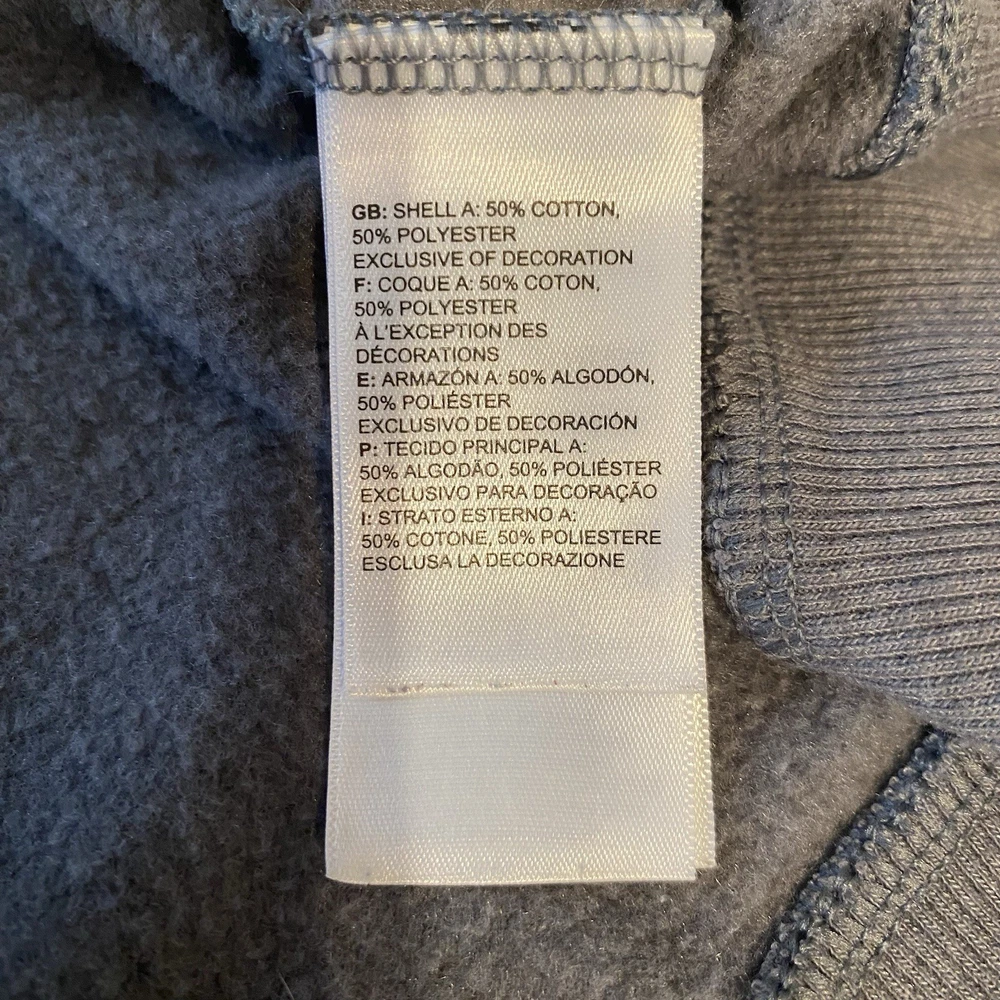 GB: SHELL A: 50% COTTON,
50% POLYESTER
EXCLUSIVE OF DECORATION
F: COQUE A: 50% COTON,
50% POLYESTER
À L'EXCEPTION DES
DÉCORATIONS
E: ARMAZÓN A: 50% ALGODÓN,
50% POLIÉSTER
EXCLUSIVO DE DECORACIÓN
P: TECIDO PRINCIPAL A:
50% ALGODÃO, 50% POLIÉSTER
EXCLUSIVO PARA DECORAÇÃO
I: STRATO ESTERNO A:
50% COTONE, 50% POLIESTERE
ESCLUSA LA DECORAZIONE